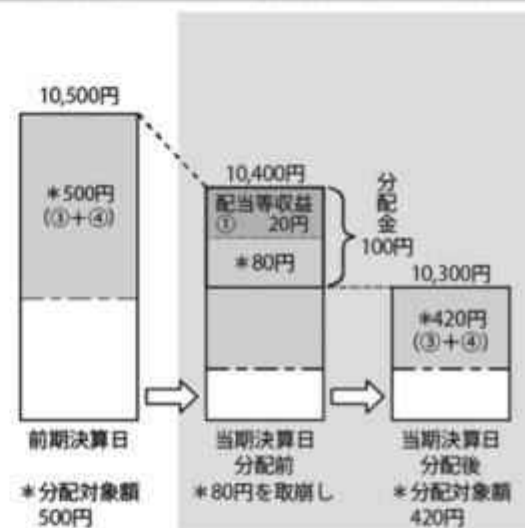 10,500円
*500円
(③+④)
前期決算日
*分配対象額
500円
10,400円
配当等収益
① 20円
*80円
分配金
100円
当期決算日
分配前
*80円を取崩し
10,300円
*420円
(③+④)
当期決算日
分配後
*分配対象額
420円